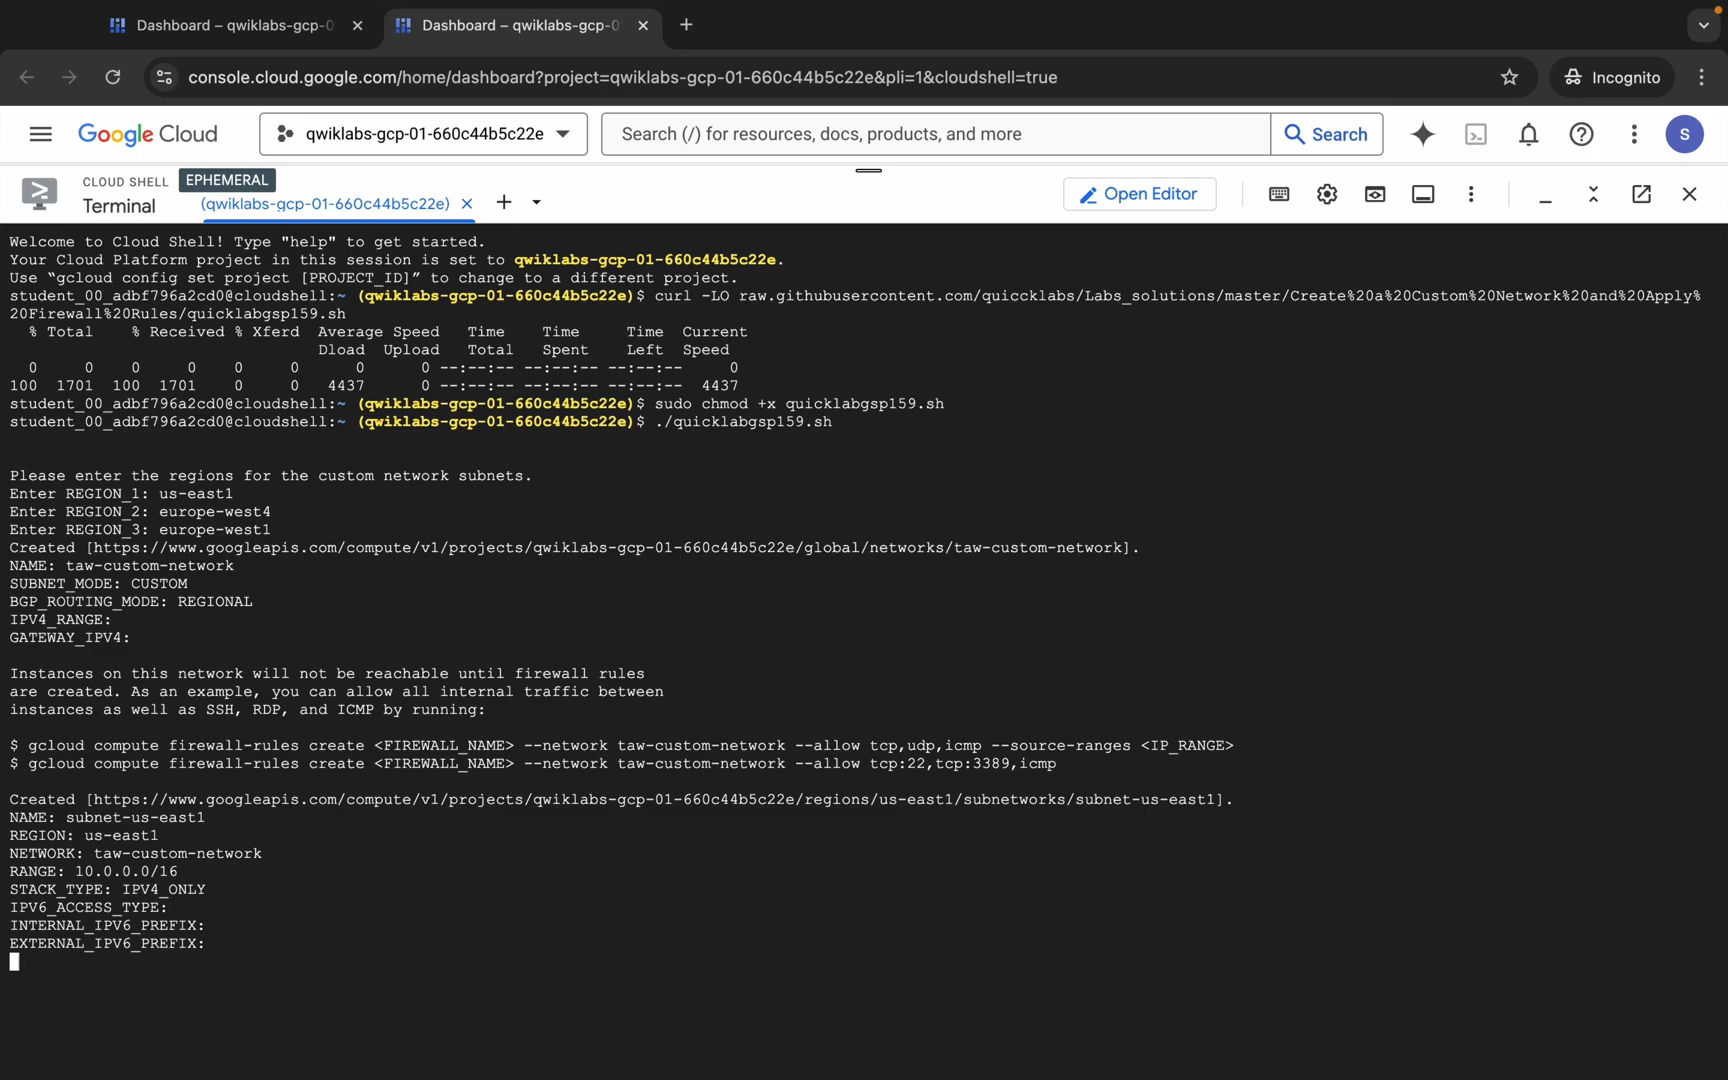 Dashboard – qwiklabs-gcp-0
Dashboard – qwiklabs-gcp-0
console.cloud.google.com/home/dashboard?project=qwiklabs-gcp-01-660c44b5c22e&pli=1&cloudshell=true
Incognito
Google Cloud
qwiklabs-gcp-01-660c44b5c22e
Search (/) for resources, docs, products, and more
Search
S
CLOUD SHELL
EPHEMERAL
Terminal
(qwiklabs-gcp-01-660c44b5c22e)
Open Editor
Welcome to Cloud Shell! Type "help" to get started.
Your Cloud Platform project in this session is set to qwiklabs-gcp-01-660c44b5c22e.
Use “gcloud config set project [PROJECT_ID]” to change to a different project.
student_00_adbf796a2cd0@cloudshell:~ (qwiklabs-gcp-01-660c44b5c22e)$ curl -LO raw.githubusercontent.com/quiccklabs/Labs_solutions/master/Create%20a%20Custom%20Network%20and%20Apply%
20Firewall%20Rules/quicklabgsp159.sh
% Total % Received % Xferd Average Speed Time Time Time Current
Dload Upload Total Spent Left Speed
0 0 0 0 0 0 0 0 --:--:-- --:--:-- --:--:-- 0
100 1701 100 1701 0 0 4437 0 --:--:-- --:--:-- --:--:-- 4437
student_00_adbf796a2cd0@cloudshell:~ (qwiklabs-gcp-01-660c44b5c22e)$ sudo chmod +x quicklabgsp159.sh
student_00_adbf796a2cd0@cloudshell:~ (qwiklabs-gcp-01-660c44b5c22e)$ ./quicklabgsp159.sh
Please enter the regions for the custom network subnets.
Enter REGION_1: us-east1
Enter REGION_2: europe-west4
Enter REGION_3: europe-west1
Created [https://www.googleapis.com/compute/v1/projects/qwiklabs-gcp-01-660c44b5c22e/global/networks/taw-custom-network].
NAME: taw-custom-network
SUBNET_MODE: CUSTOM
BGP_ROUTING_MODE: REGIONAL
IPV4_RANGE:
GATEWAY_IPV4:
Instances on this network will not be reachable until firewall rules
are created. As an example, you can allow all internal traffic between
instances as well as SSH, RDP, and ICMP by running:
$ gcloud compute firewall-rules create <FIREWALL_NAME> --network taw-custom-network --allow tcp,udp,icmp --source-ranges <IP_RANGE>
$ gcloud compute firewall-rules create <FIREWALL_NAME> --network taw-custom-network --allow tcp:22,tcp:3389,icmp
Created [https://www.googleapis.com/compute/v1/projects/qwiklabs-gcp-01-660c44b5c22e/regions/us-east1/subnetworks/subnet-us-east1].
NAME: subnet-us-east1
REGION: us-east1
NETWORK: taw-custom-network
RANGE: 10.0.0.0/16
STACK_TYPE: IPV4_ONLY
IPV6_ACCESS_TYPE:
INTERNAL_IPV6_PREFIX:
EXTERNAL_IPV6_PREFIX: